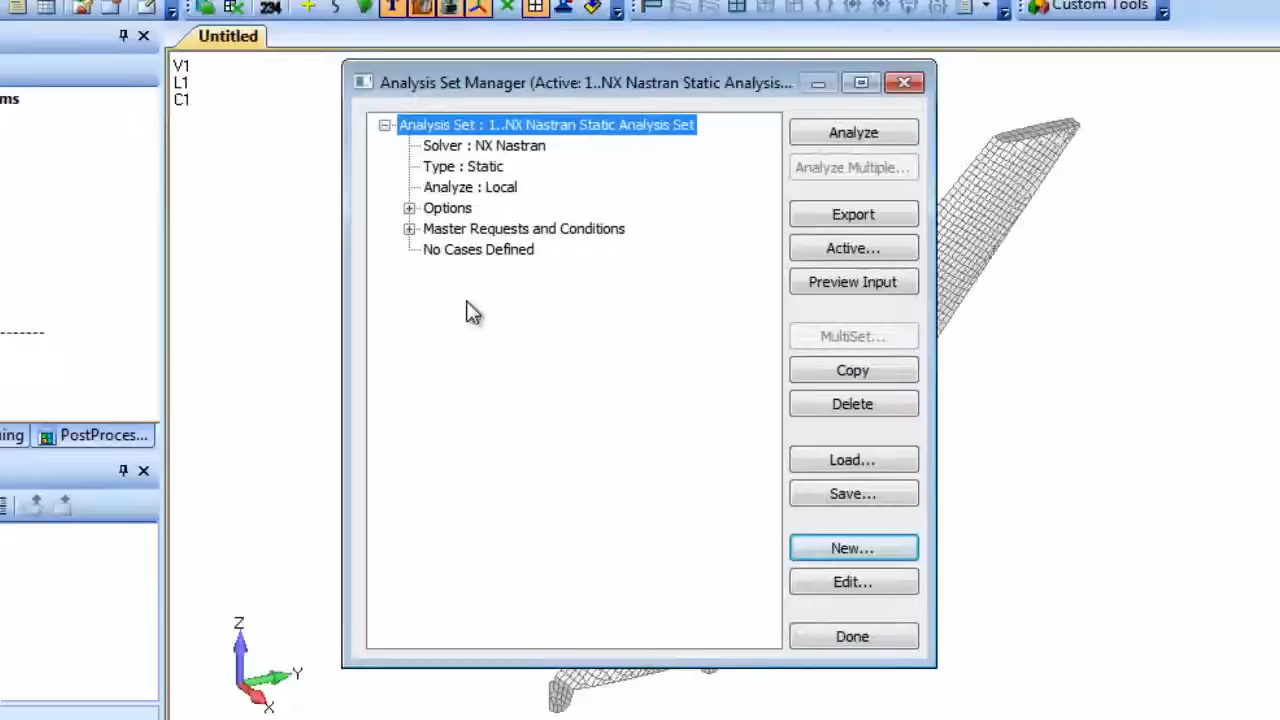 234
T
Custom Tools
Untitled
V1
L1
C1
ms
Analysis Set Manager (Active: 1..NX Nastran Static Analysis...
Analysis Set : 1..NX Nastran Static Analysis Set
Solver : NX Nastran
Type : Static
Analyze : Local
Options
Master Requests and Conditions
No Cases Defined
Analyze
Analyze Multiple...
Export
Active...
Preview Input
MultiSet...
Copy
Delete
Load...
Save...
New...
Edit...
Done
ing
PostProces...
Z
Y
X